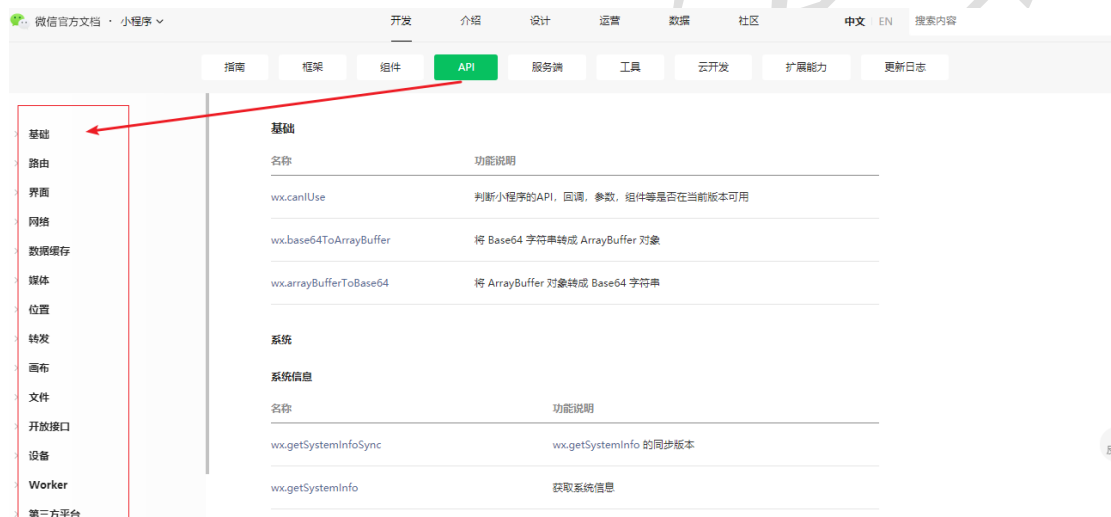 微信官方文档 · 小程序 开发 介绍 设计 运营 数据 社区 中文 EN 搜索内容
指南 框架 组件 API 服务端 工具 云开发 扩展能力 更新日志
基础
路由
界面
网络
数据缓存
媒体
位置
转发
画布
文件
开放接口
设备
Worker
第三方平台
基础
名称 功能说明
wx.canIUse 判断小程序的API，回调，参数，组件等是否在当前版本可用
wx.base64ToArrayBuffer 将 Base64 字符串转成 ArrayBuffer 对象
wx.arrayBufferToBase64 将 ArrayBuffer 对象转成 Base64 字符串
系统
系统信息
名称 功能说明
wx.getSystemInfoSync wx.getSystemInfo 的同步版本
wx.getSystemInfo 获取系统信息